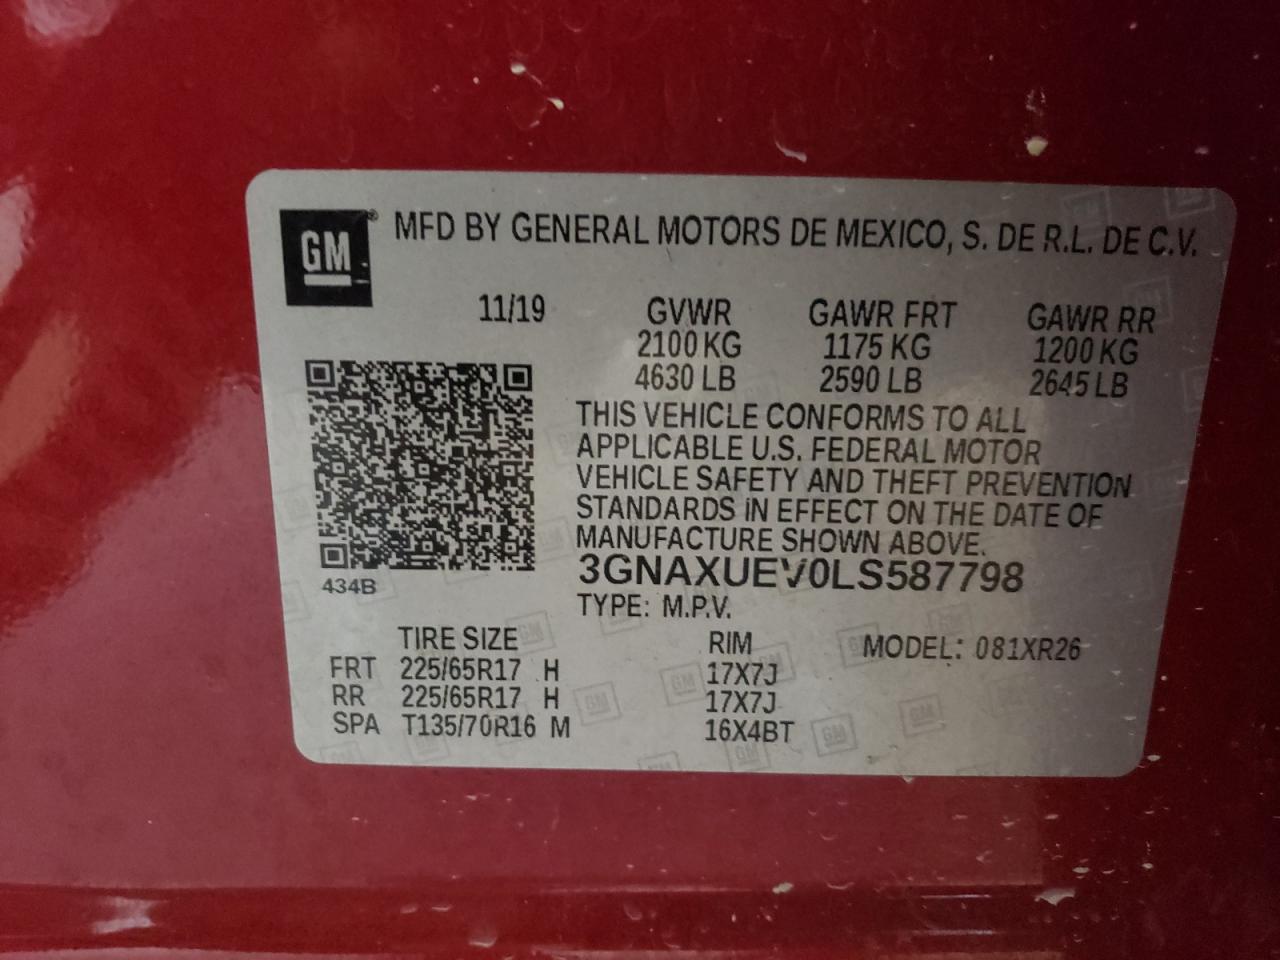 GM® MFD BY GENERAL MOTORS DE MEXICO, S. DE R.L. DE C.V.
11/19 GVWR GAWR FRT GAWR RR
2100 KG 1175 KG 1200 KG
4630 LB 2590 LB 2645 LB
THIS VEHICLE CONFORMS TO ALL
APPLICABLE U.S. FEDERAL MOTOR
VEHICLE SAFETY AND THEFT PREVENTION
STANDARDS IN EFFECT ON THE DATE OF
MANUFACTURE SHOWN ABOVE.
434B
3GNAXUEV0LS587798
TYPE: M.P.V.
TIRE SIZE RIM MODEL: 081XR26
FRT 225/65R17 H 17X7J
RR 225/65R17 H 17X7J
SPA T135/70R16 M 16X4BT